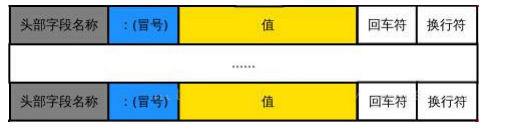 头部字段名称 :(冒号) 值 回车符 换行符
......
头部字段名称 :(冒号) 值 回车符 换行符